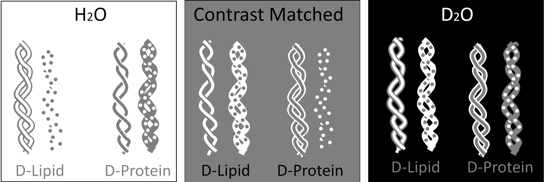 H₂O
D-Lipid D-Protein
Contrast Matched
D-Lipid D-Protein
D₂O
D-Lipid D-Protein